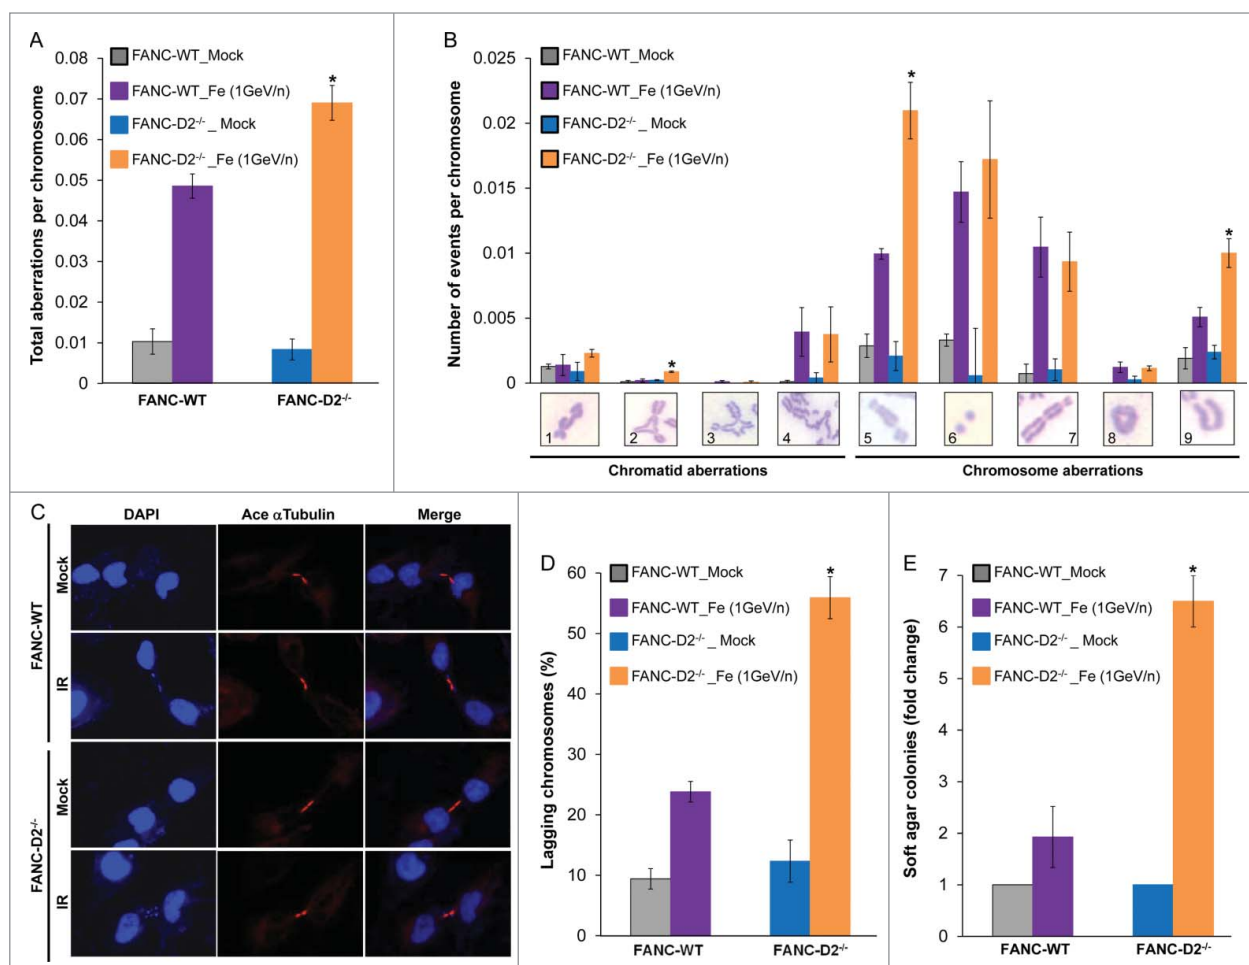 A
Total aberrations per chromosome
0.08
0.07
0.06
0.05
0.04
0.03
0.02
0.01
0
FANC-WT_Mock
FANC-WT_Fe (1GeV/n)
FANC-D2-/-_ Mock
FANC-D2-/-_Fe (1GeV/n)
*
FANC-WT FANC-D2-/-
B
Number of events per chromosome
0.025
0.02
0.015
0.01
0.005
0
FANC-WT_Mock
FANC-WT_Fe (1GeV/n)
FANC-D2-/-_ Mock
FANC-D2-/-_Fe (1GeV/n)
* * *
1 2 3 4 5 6 7 8 9
Chromatid aberrations Chromosome aberrations
C
DAPI Ace αTubulin Merge
FANC-WT
Mock
IR
FANC-D2-/-
Mock
IR
D
Lagging chromosomes (%)
60
50
40
30
20
10
0
FANC-WT_Mock
FANC-WT_Fe (1GeV/n)
FANC-D2-/-_ Mock
FANC-D2-/-_Fe (1GeV/n)
*
FANC-WT FANC-D2-/-
E
Soft agar colonies (fold change)
7
6
5
4
3
2
1
0
FANC-WT_Mock
FANC-WT_Fe (1GeV/n)
FANC-D2-/-_ Mock
FANC-D2-/-_Fe (1GeV/n)
*
FANC-WT FANC-D2-/-